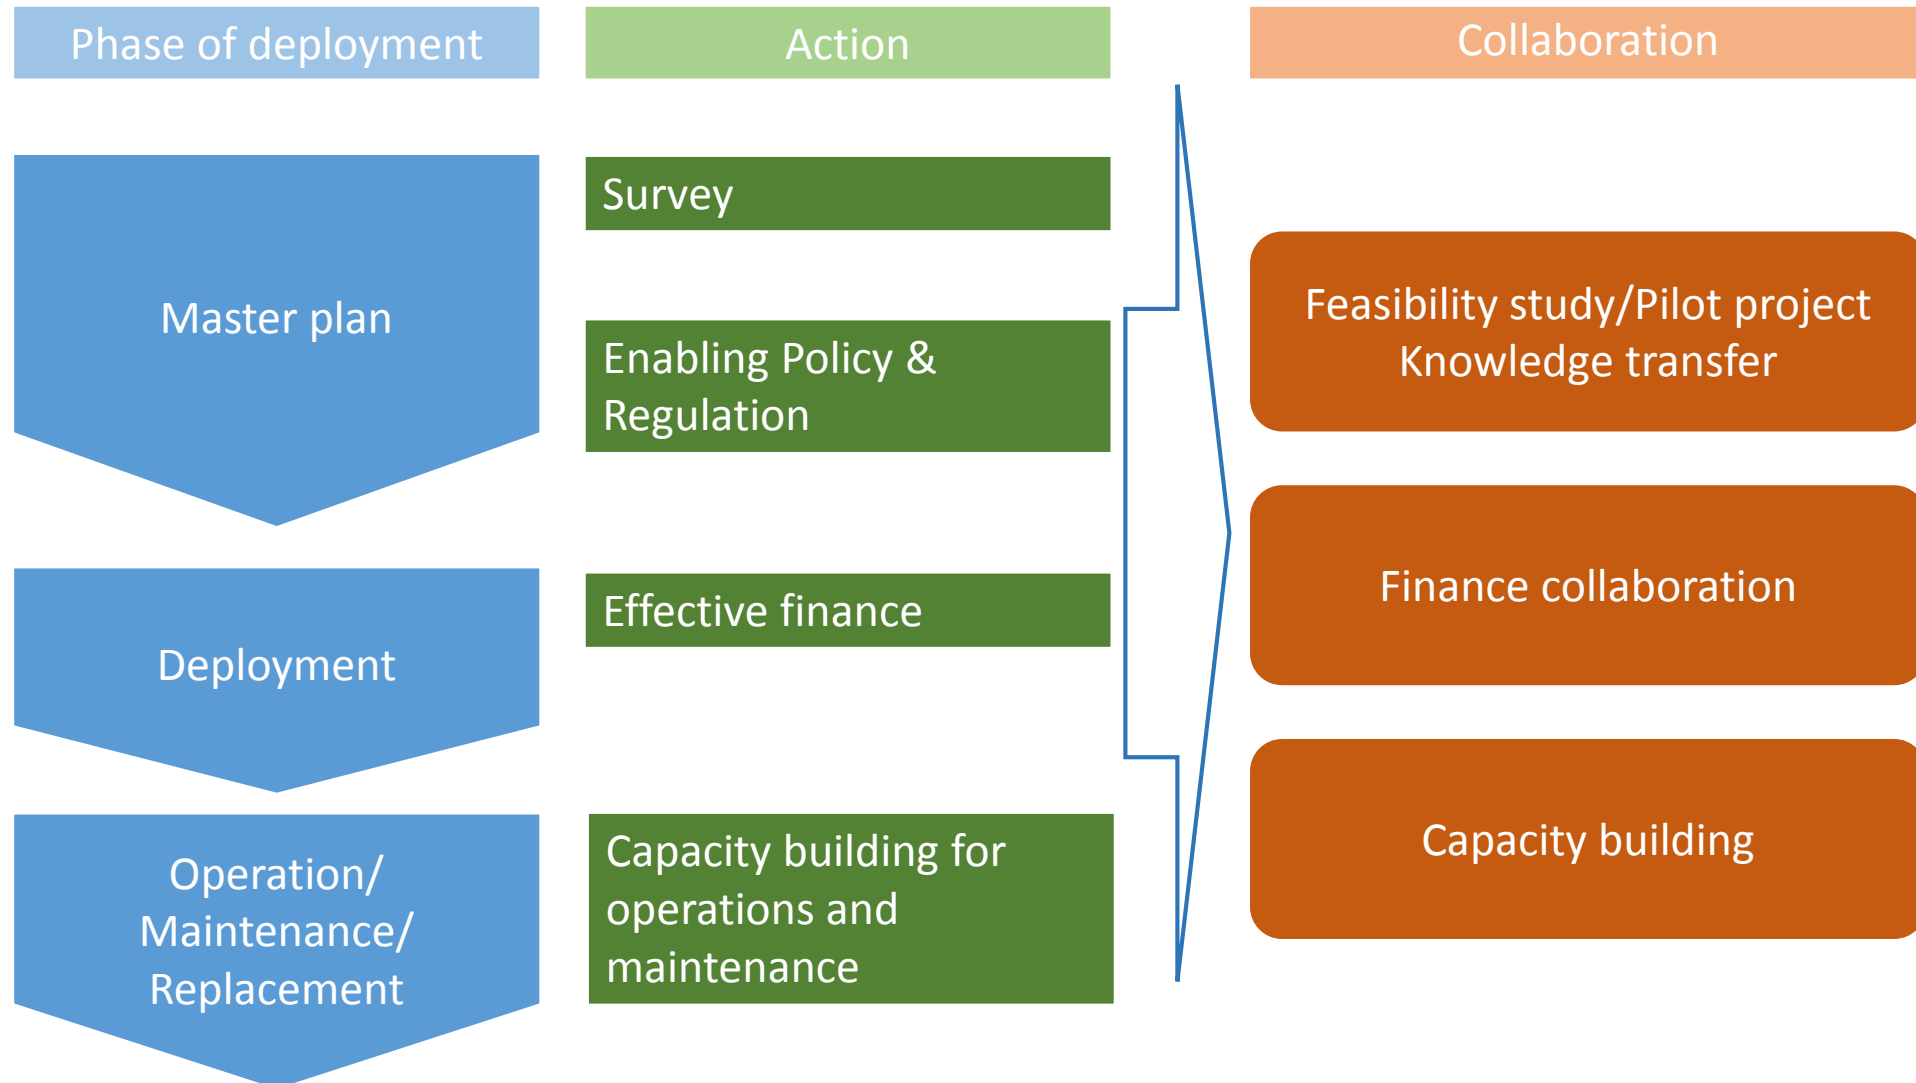 Phase of deployment
Action
Collaboration
Master plan
Survey
Enabling Policy &
Regulation
Feasibility study/Pilot project
Knowledge transfer
Deployment
Effective finance
Finance collaboration
Operation/
Maintenance/
Replacement
Capacity building for
operations and
maintenance
Capacity building